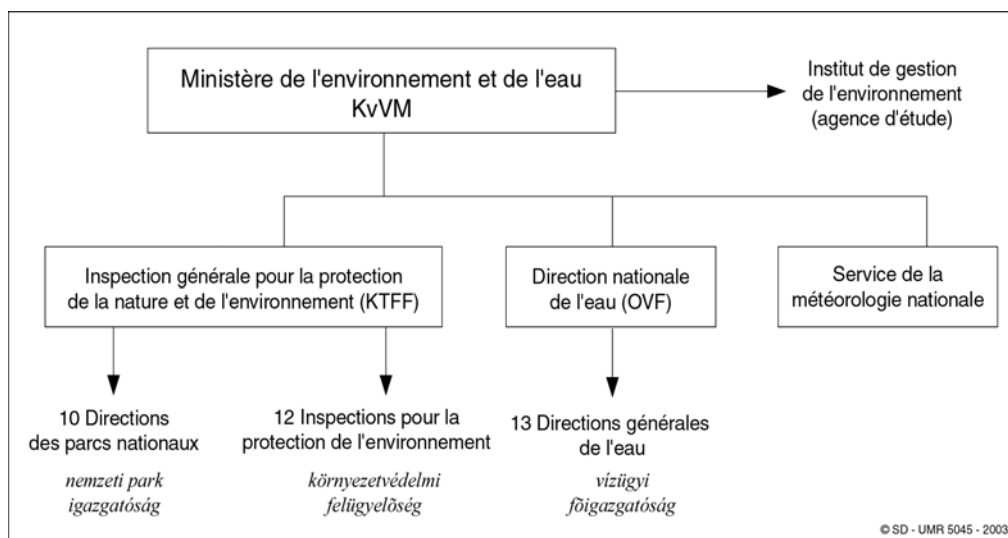 Ministère de l'environnement et de l'eau
KvVM
Institut de gestion
de l'environnement
(agence d'étude)
Inspection générale pour la protection
de la nature et de l'environnement (KTFF)
Direction nationale
de l'eau (OVF)
Service de la
météorologie nationale
10 Directions
des parcs nationaux
nemzeti park
igazgatóság
12 Inspections pour la
protection de l'environnement
környezetvédelmi
felügyelõség
13 Directions générales
de l'eau
vízügyi
fõigazgatóság
© SD - UMR 5045 - 2003